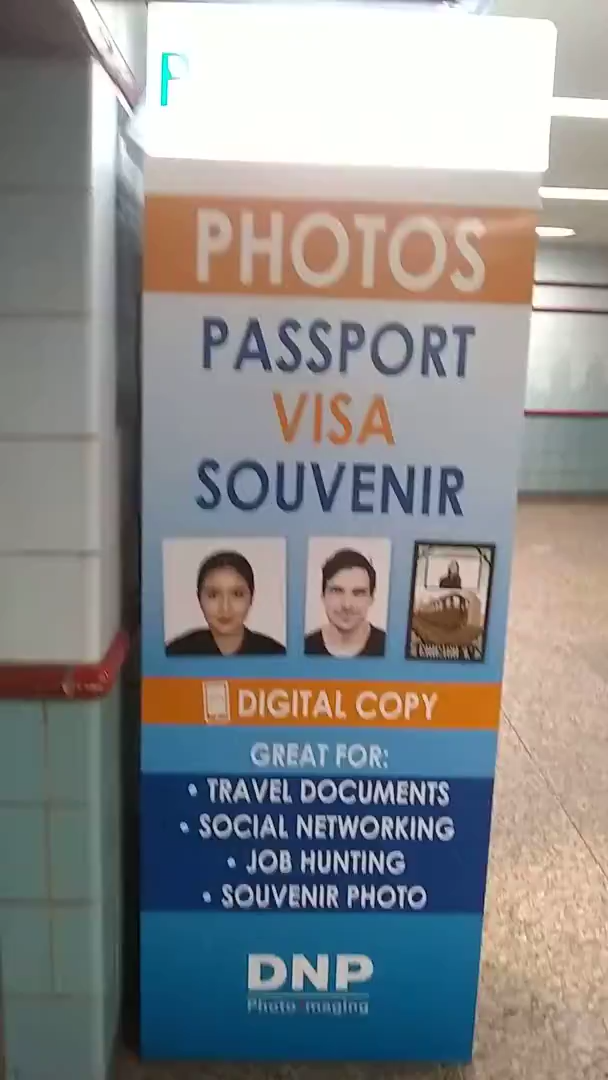 P
PHOTOS
PASSPORT
VISA
SOUVENIR
DIGITAL COPY
GREAT FOR:
• TRAVEL DOCUMENTS
• SOCIAL NETWORKING
• JOB HUNTING
• SOUVENIR PHOTO
DNP
Photo Imaging